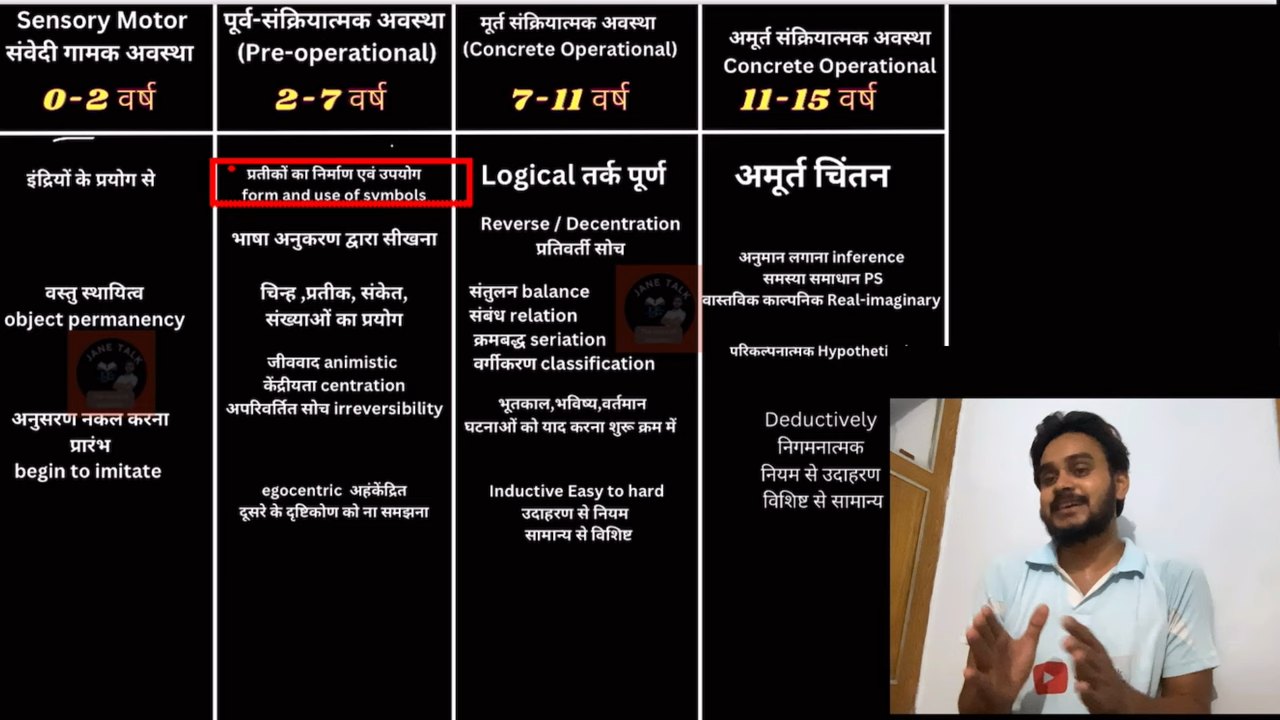 Sensory Motor
संवेदी गामक अवस्था
0-2 वर्ष
इंद्रियों के प्रयोग से
वस्तु स्थायित्व
object permanency
JANE TALK
अनुसरण नकल करना
प्रारंभ
begin to imitate
पूर्व-संक्रियात्मक अवस्था
(Pre-operational)
2-7 वर्ष
प्रतीकों का निर्माण एवं उपयोग
form and use of symbols
भाषा अनुकरण द्वारा सीखना
चिन्ह ,प्रतीक, संकेत,
संख्याओं का प्रयोग
जीववाद animistic
केंद्रीयता centration
अपरिवर्तित सोच irreversibility
egocentric अहंकेंद्रित
दूसरे के दृष्टिकोण को ना समझना
मूर्त संक्रियात्मक अवस्था
(Concrete Operational)
7-11 वर्ष
Logical तर्क पूर्ण
Reverse / Decentration
प्रतिवर्ती सोच
संतुलन balance
संबंध relation
क्रमबद्ध seriation
वर्गीकरण classification
JANE TALK
भूतकाल,भविष्य,वर्तमान
घटनाओं को याद करना शुरू क्रम में
Inductive Easy to hard
उदाहरण से नियम
सामान्य से विशिष्ट
अमूर्त संक्रियात्मक अवस्था
Concrete Operational
11-15 वर्ष
अमूर्त चिंतन
अनुमान लगाना inference
समस्या समाधान PS
वास्तविक काल्पनिक Real-imaginary
परिकल्पनात्मक Hypotheti
Deductively
निगमनात्मक
नियम से उदाहरण
विशिष्ट से सामान्य